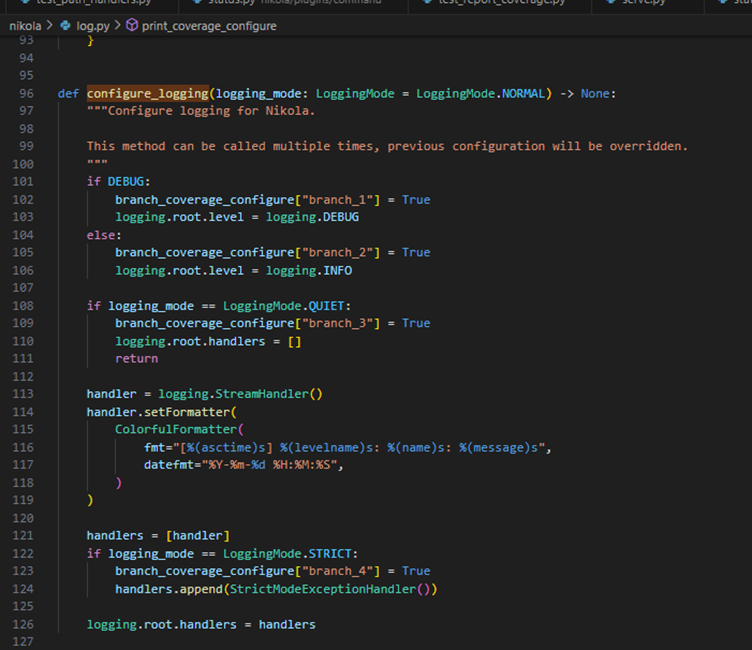 test_path_handlers.py status.py nikola/plugins/command test_report_coverage.py serve.py
nikola > log.py > print_coverage_configure
93 }
94
95
96 def configure_logging(logging_mode: LoggingMode = LoggingMode.NORMAL) -> None:
97 """Configure logging for Nikola.
98
99 This method can be called multiple times, previous configuration will be overridden.
100 """
101 if DEBUG:
102 branch_coverage_configure["branch_1"] = True
103 logging.root.level = logging.DEBUG
104 else:
105 branch_coverage_configure["branch_2"] = True
106 logging.root.level = logging.INFO
107
108 if logging_mode == LoggingMode.QUIET:
109 branch_coverage_configure["branch_3"] = True
110 logging.root.handlers = []
111 return
112
113 handler = logging.StreamHandler()
114 handler.setFormatter(
115 ColorfulFormatter(
116 fmt="[%(asctime)s] %(levelname)s: %(name)s: %(message)s",
117 datefmt="%Y-%m-%d %H:%M:%S",
118 )
119 )
120
121 handlers = [handler]
122 if logging_mode == LoggingMode.STRICT:
123 branch_coverage_configure["branch_4"] = True
124 handlers.append(StrictModeExceptionHandler())
125
126 logging.root.handlers = handlers
127